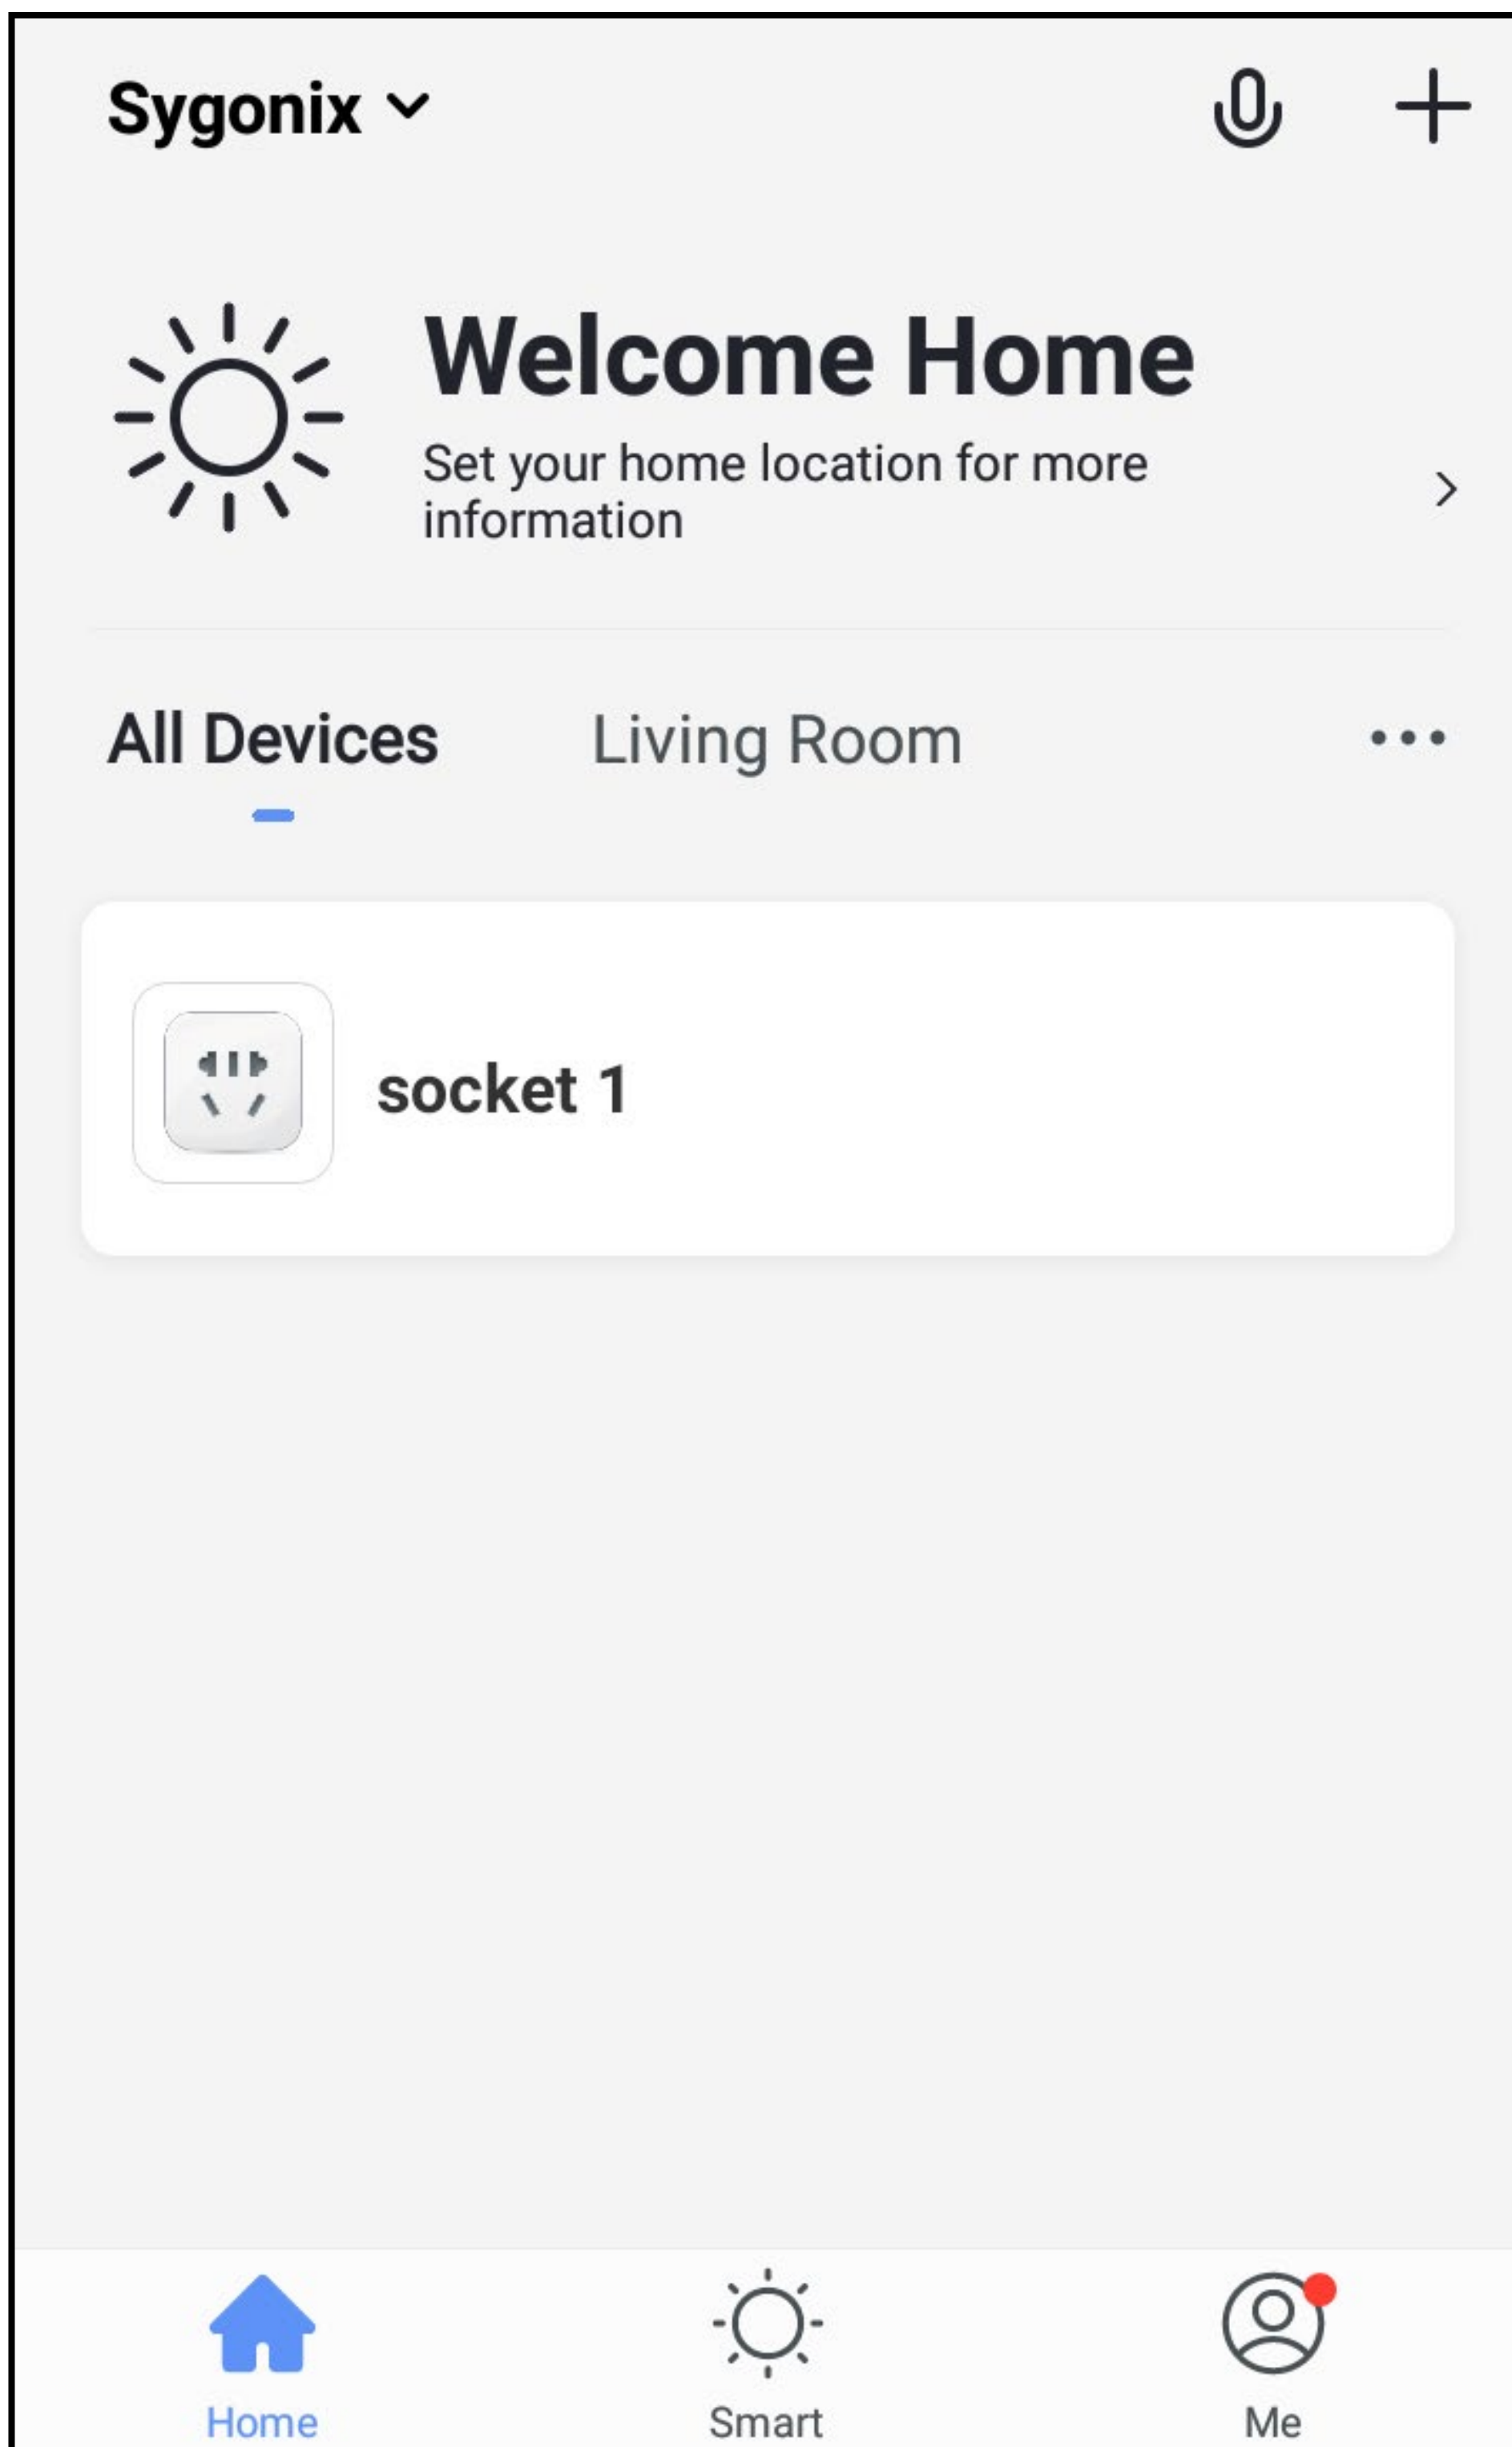 Sygonix
Welcome Home
Set your home location for more
information
All Devices
Living Room
socket 1
Home
Smart
Me